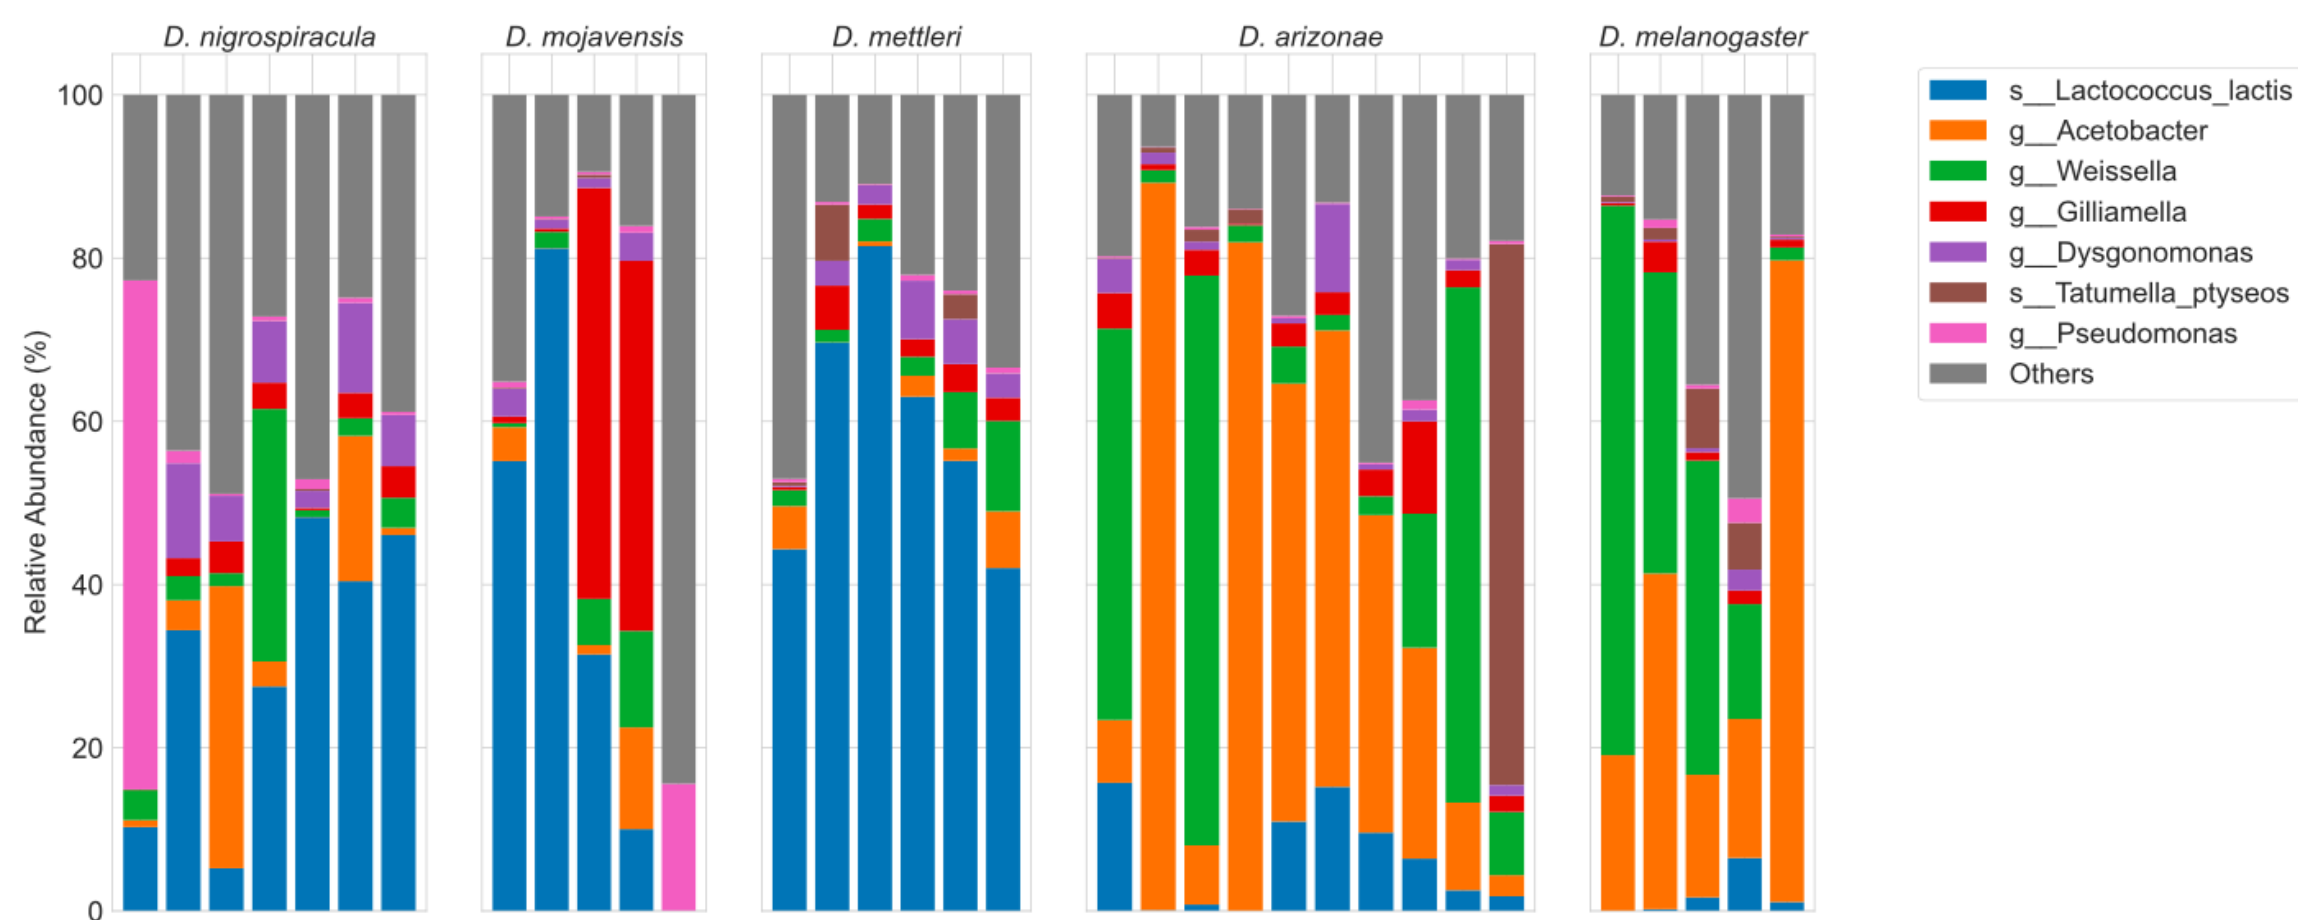 D. nigrospiracula
D. mojavensis
D. mettleri
D. arizonae
D. melanogaster
Relative Abundance (%)
100
80
60
40
20
0
s__Lactococcus_lactis
g__Acetobacter
g__Weissella
g__Gilliamella
g__Dysgonomonas
s__Tatumella_ptyseos
g__Pseudomonas
Others